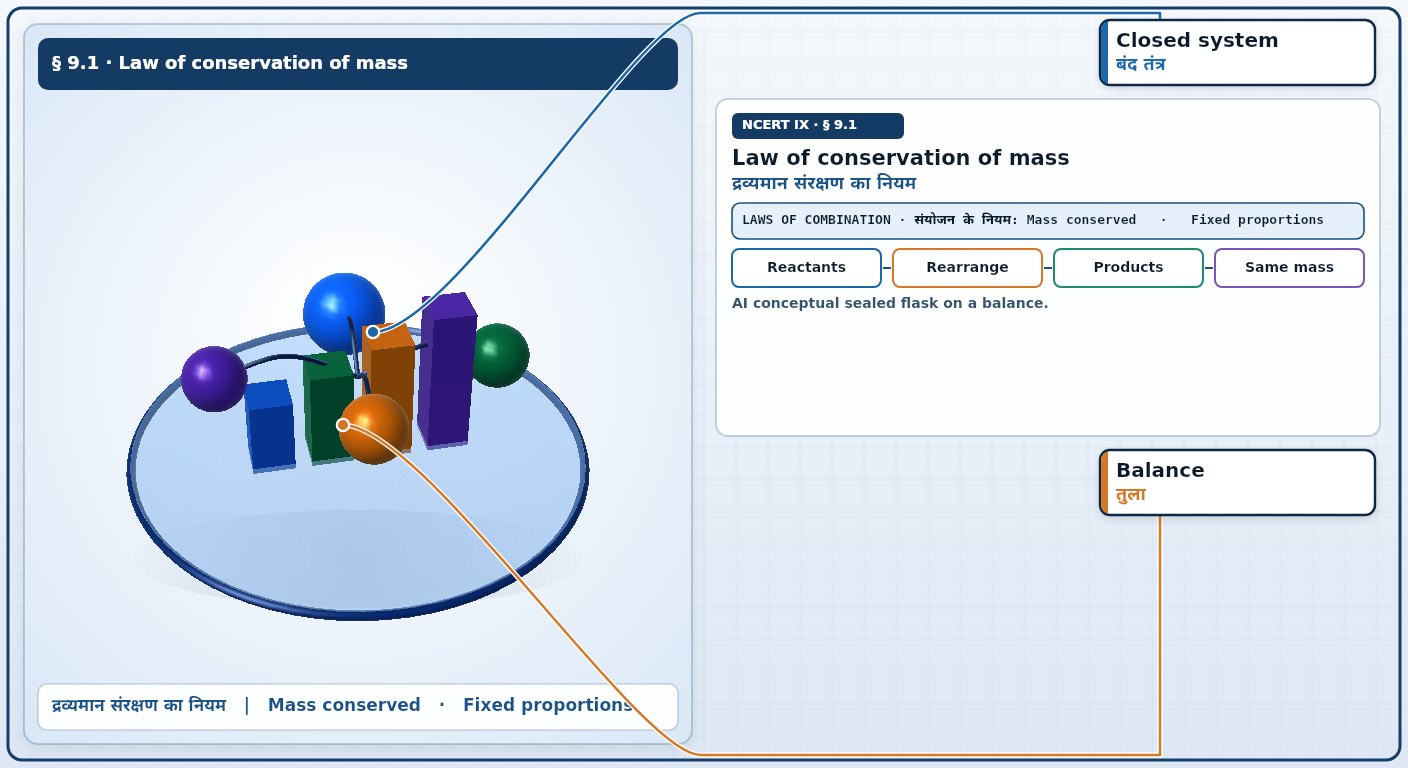 § 9.1 · Law of conservation of mass
द्रव्यमान संरक्षण का नियम | Mass conserved · Fixed proportions
Closed system
बंद तंत्र
NCERT IX · § 9.1
Law of conservation of mass
द्रव्यमान संरक्षण का नियम
LAWS OF COMBINATION · संयोजन के नियम: Mass conserved · Fixed proportions
Reactants
Rearrange
Products
Same mass
AI conceptual sealed flask on a balance.
Balance
तुला